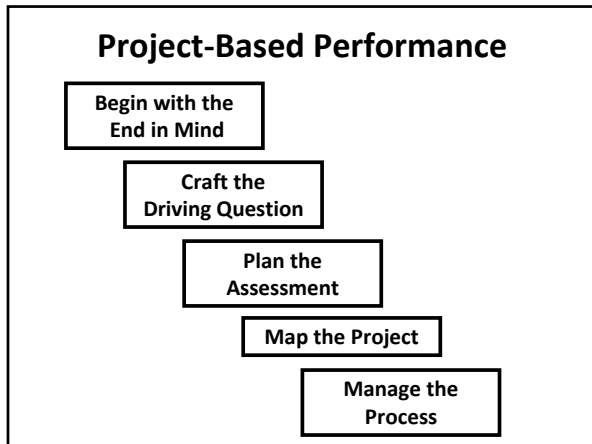 Project-Based Performance
Begin with the
End in Mind
Craft the
Driving Question
Plan the
Assessment
Map the Project
Manage the
Process